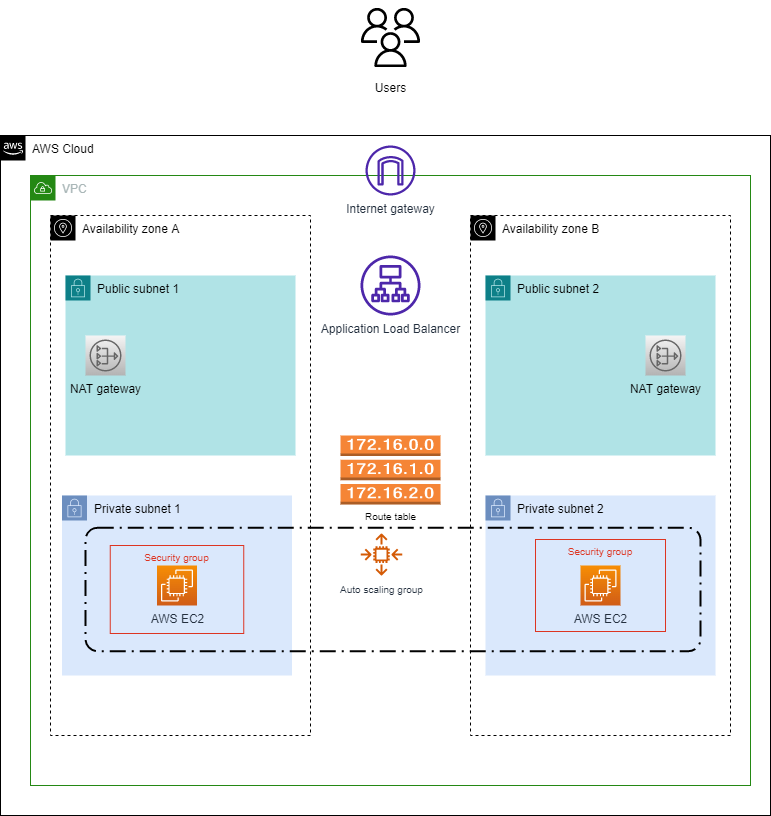 Users
aws
AWS Cloud
VPC
Internet gateway
Availability zone A
Availability zone B
Public subnet 1
Public subnet 2
Application Load Balancer
NAT gateway
NAT gateway
172.16.0.0
172.16.1.0
172.16.2.0
Route table
Private subnet 1
Private subnet 2
Security group
Security group
Auto scaling group
AWS EC2
AWS EC2